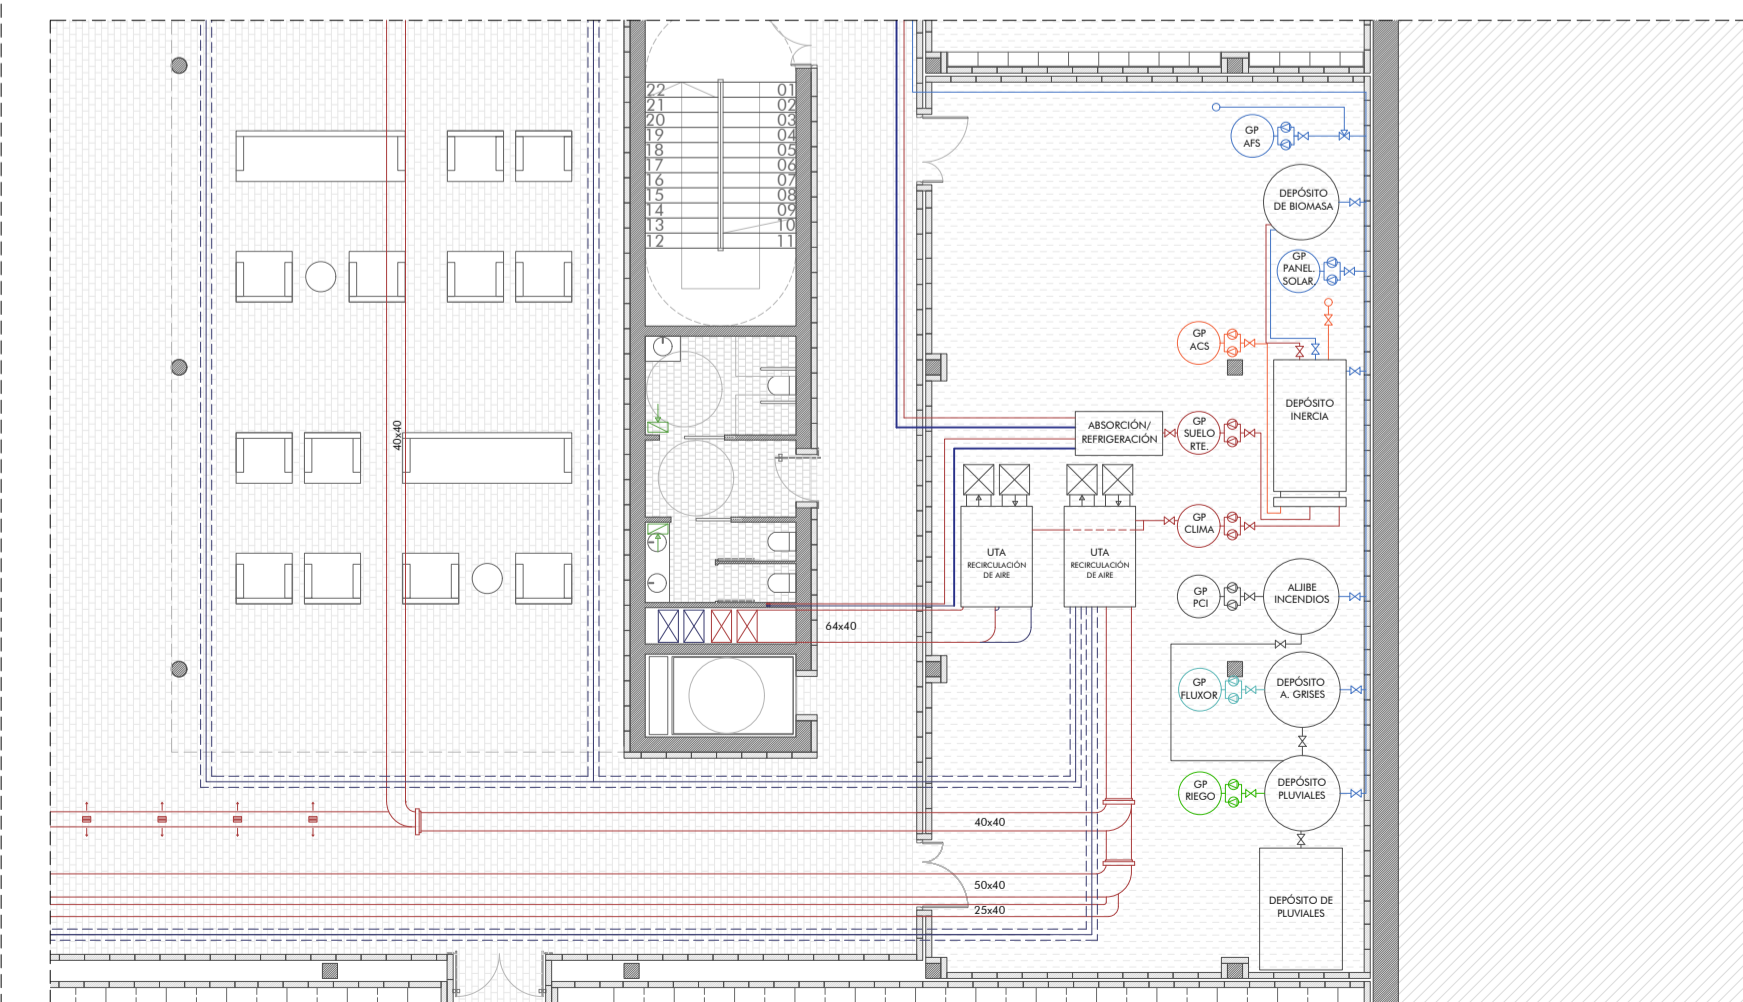 22 01
21 02
20 03
19 04
18 05
17 06
16 07
15 08
14 09
13 10
12 11
GP
AFS
DEPÓSITO
DE BIOMASA
GP
PANEL.
SOLAR.
GP
ACS
DEPÓSITO
INERCIA
40x40
ABSORCIÓN/
REFRIGERACIÓN
GP
SUELO
RTE.
GP
CLIMA
UTA
RECIRCULACIÓN
DE AIRE
UTA
RECIRCULACIÓN
DE AIRE
GP
PCI
ALJIBE
INCENDIOS
64x40
GP
FLUXOR
DEPÓSITO
A. GRISES
GP
RIEGO
DEPÓSITO
PLUVIALES
40x40
50x40
25x40
DEPÓSITO DE
PLUVIALES